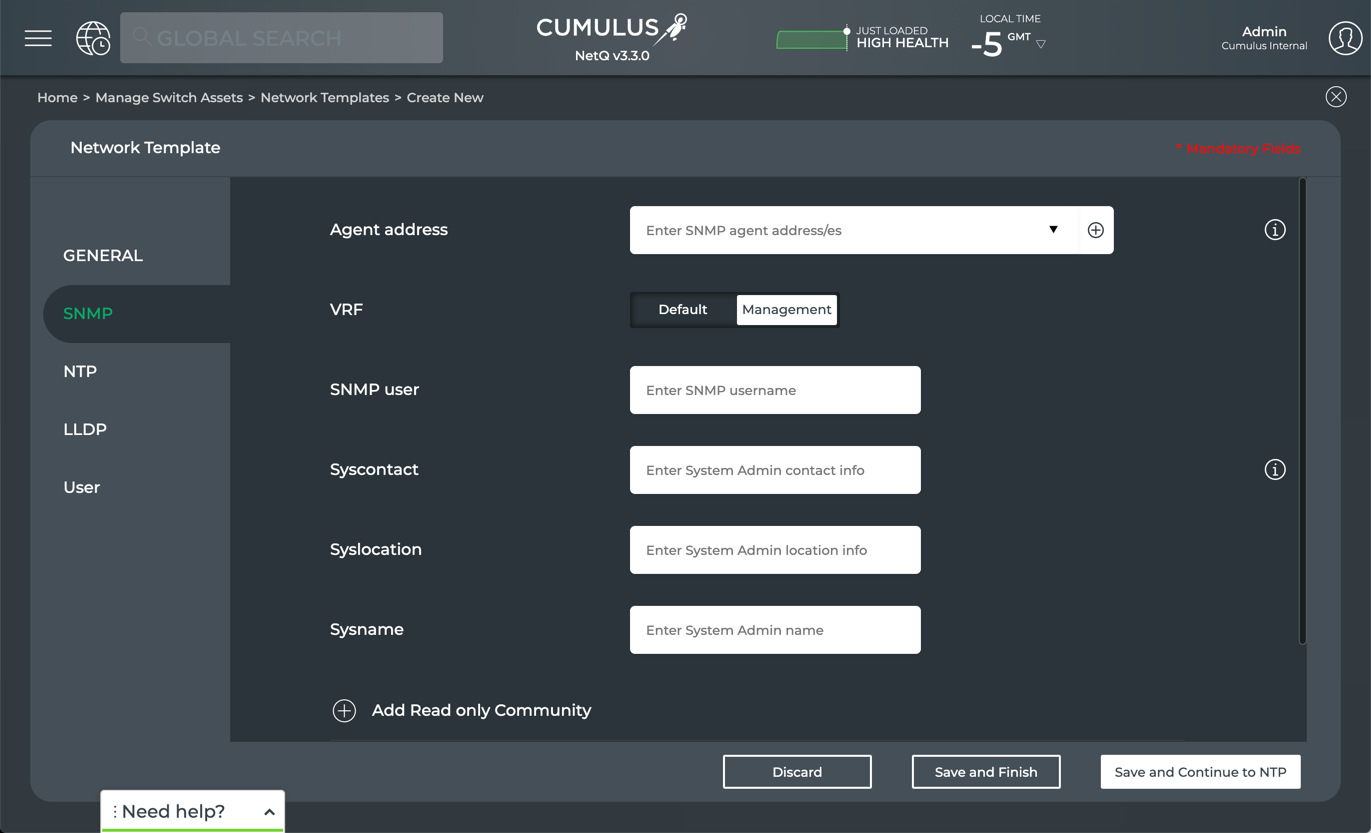 GLOBAL SEARCH
CUMULUS
NetQ v3.3.0
JUST LOADED
HIGH HEALTH
LOCAL TIME
-5 GMT
Admin
Cumulus Internal
Home > Manage Switch Assets > Network Templates > Create New
Network Template
* Mandatory Fields
GENERAL
SNMP
NTP
LLDP
User
Agent address
Enter SNMP agent address/es
VRF
Default
Management
SNMP user
Enter SNMP username
Syscontact
Enter System Admin contact info
Syslocation
Enter System Admin location info
Sysname
Enter System Admin name
Add Read only Community
Discard
Save and Finish
Save and Continue to NTP
Need help?